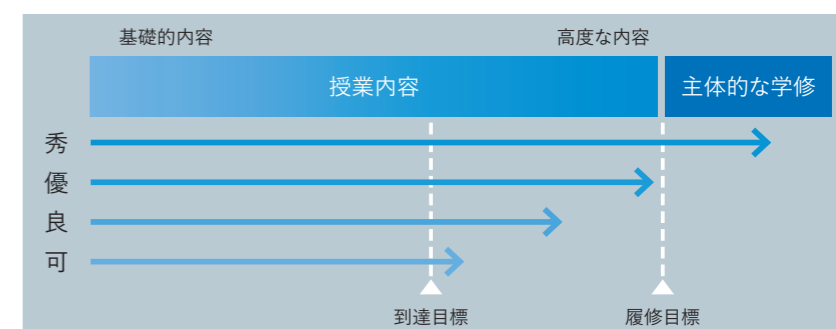 基礎的内容 高度な内容
授業内容 主体的な学修
秀
優
良
可
到達目標 履修目標